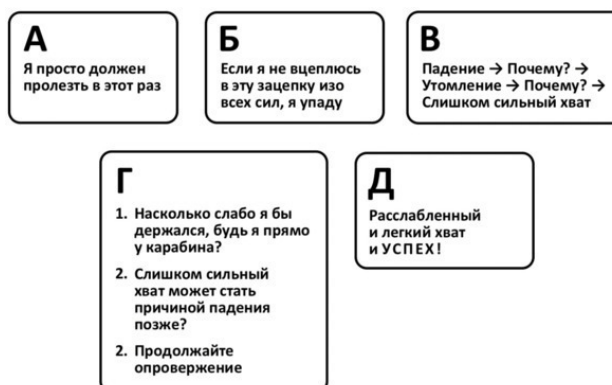 А
Я просто должен
пролезть в этот раз
Б
Если я не вцеплюсь
в эту зацепку изо
всех сил, я упаду
В
Падение → Почему? →
Утомление → Почему? →
Слишком сильный хват
Г
1. Насколько слабо я бы
держался, будь я прямо
у карабина?
2. Слишком сильный
хват может стать
причиной падения
позже?
2. Продолжайте
опровержение
Д
Расслабленный
и легкий хват
и УСПЕХ!